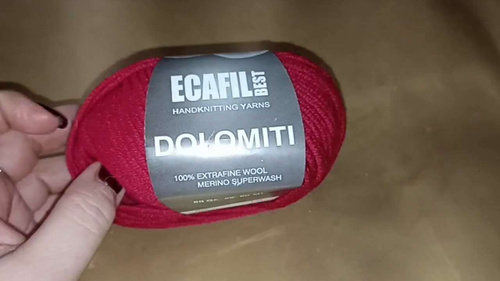 ECAFIL BEST
HANDKNITTING YARNS
DOLOMITI
100% EXTRAFINE WOOL
MERINO SUPERWASH